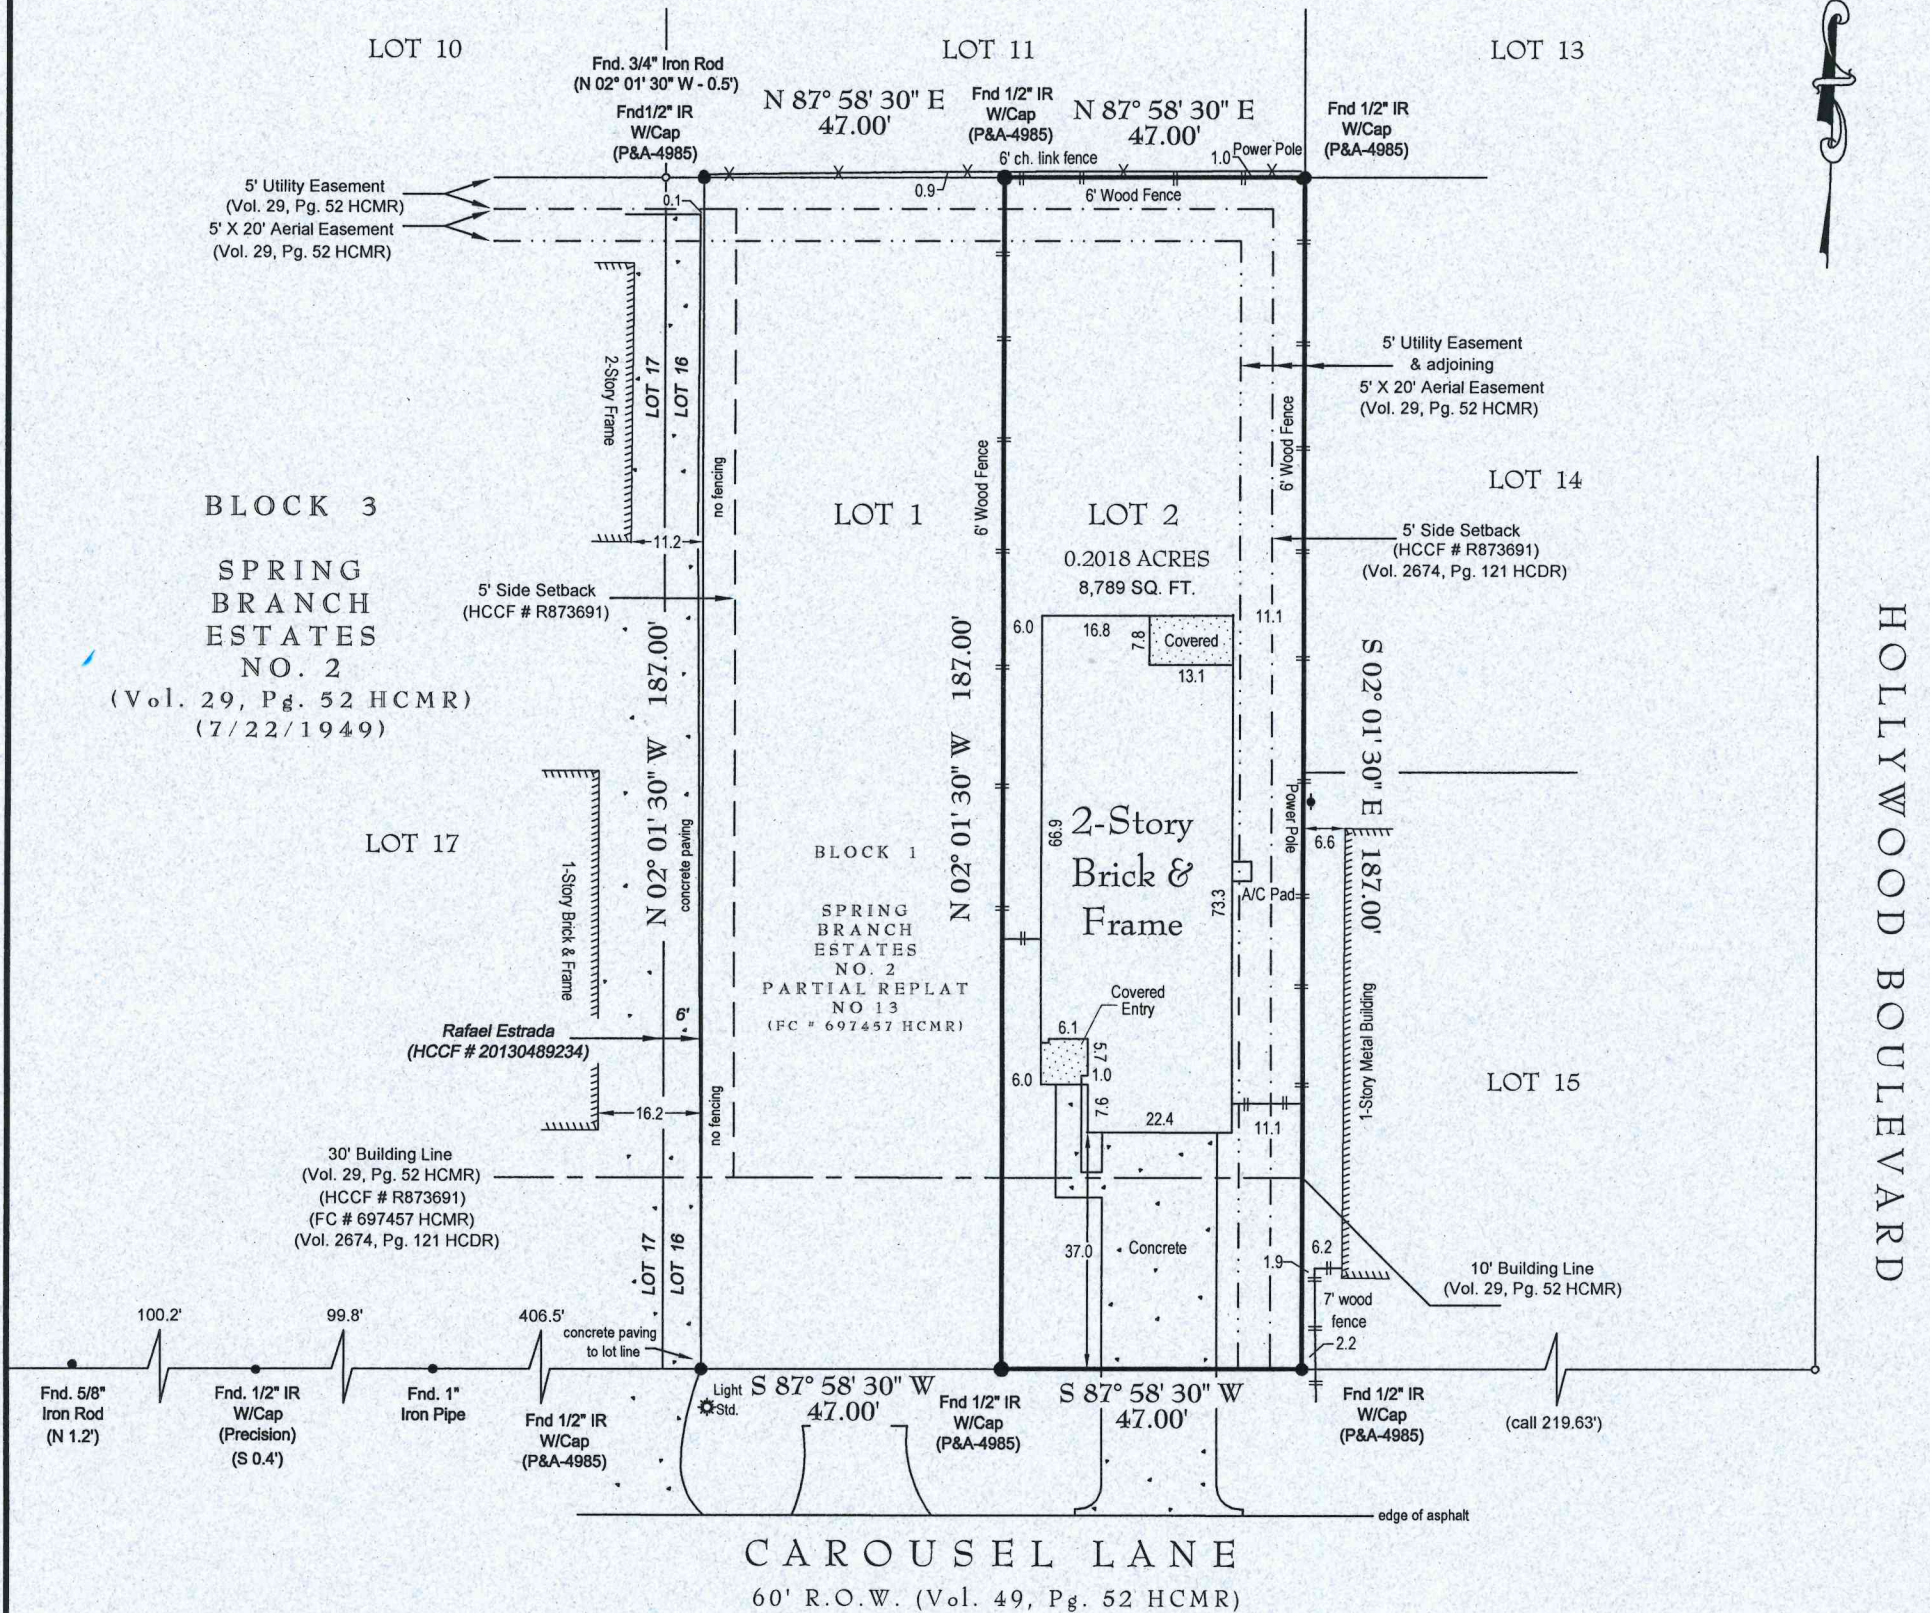 LOT 10
LOT 11
LOT 13
Fnd. 3/4" Iron Rod
(N 02° 01' 30" W - 0.5')
Fnd1/2" IR
W/Cap
(P&A-4985)
N 87° 58' 30" E
47.00'
Fnd 1/2" IR
W/Cap
(P&A-4985)
N 87° 58' 30" E
47.00'
Fnd 1/2" IR
W/Cap
(P&A-4985)
6' ch. link fence
1.0
Power Pole
0.9
6' Wood Fence
5' Utility Easement
(Vol. 29, Pg. 52 HCMR)
5' X 20' Aerial Easement
(Vol. 29, Pg. 52 HCMR)
0.1
2-Story Frame
LOT 17
LOT 16
no fencing
11.2
5' Utility Easement
& adjoining
5' X 20' Aerial Easement
(Vol. 29, Pg. 52 HCMR)
6' Wood Fence
6' Wood Fence
LOT 14
5' Side Setback
(HCCF # R873691)
(Vol. 2674, Pg. 121 HCDR)
BLOCK 3
SPRING
BRANCH
ESTATES
NO. 2
(Vol. 29, Pg. 52 HCMR)
(7/22/1949)
5' Side Setback
(HCCF # R873691)
LOT 1
LOT 2
0.2018 ACRES
8,789 SQ. FT.
6.0
16.8
7.8
Covered
13.1
11.1
N 02° 01' 30" W 187.00'
concrete paving
N 02° 01' 30" W 187.00'
S 02° 01' 30" E 187.00'
HOLLYWOOD BOULEVARD
66.9
2-Story
Brick &
Frame
73.3
A/C Pad
Power Pole
6.6
1-Story Metal Building
LOT 17
1-Story Brick & Frame
BLOCK 1
SPRING
BRANCH
ESTATES
NO. 2
PARTIAL REPLAT
NO 13
(FC # 697457 HCMR)
Covered
Entry
6.1
5.7
1.0
6.0
7.6
22.4
11.1
Rafael Estrada
(HCCF # 20130489234)
6'
16.2
no fencing
LOT 15
30' Building Line
(Vol. 29, Pg. 52 HCMR)
(HCCF # R873691)
(FC # 697457 HCMR)
(Vol. 2674, Pg. 121 HCDR)
LOT 17
LOT 16
37.0
Concrete
6.2
1.9
7' wood
fence
2.2
10' Building Line
(Vol. 29, Pg. 52 HCMR)
100.2'
99.8'
406.5'
concrete paving
to lot line
Fnd. 5/8"
Iron Rod
(N 1.2')
Fnd. 1/2" IR
W/Cap
(Precision)
(S 0.4')
Fnd. 1"
Iron Pipe
Fnd 1/2" IR
W/Cap
(P&A-4985)
Light
Std.
S 87° 58' 30" W
47.00'
Fnd 1/2" IR
W/Cap
(P&A-4985)
S 87° 58' 30" W
47.00'
Fnd 1/2" IR
W/Cap
(P&A-4985)
(call 219.63')
edge of asphalt
CAROUSEL LANE
60' R.O.W. (Vol. 49, Pg. 52 HCMR)